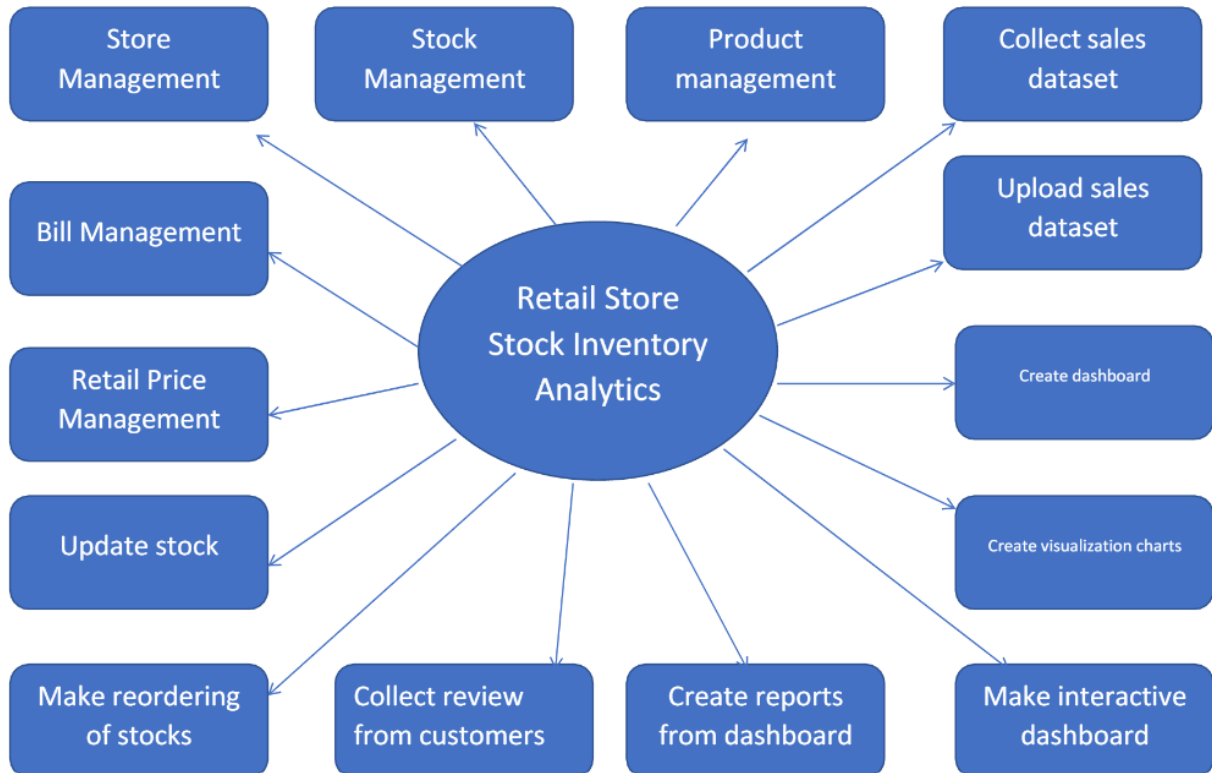 Store
Management
Stock
Management
Product
management
Collect sales
dataset
Bill Management
Upload sales
dataset
Retail Store
Stock Inventory
Analytics
Retail Price
Management
Create dashboard
Update stock
Create visualization charts
Make reordering
of stocks
Collect review
from customers
Create reports
from dashboard
Make interactive
dashboard